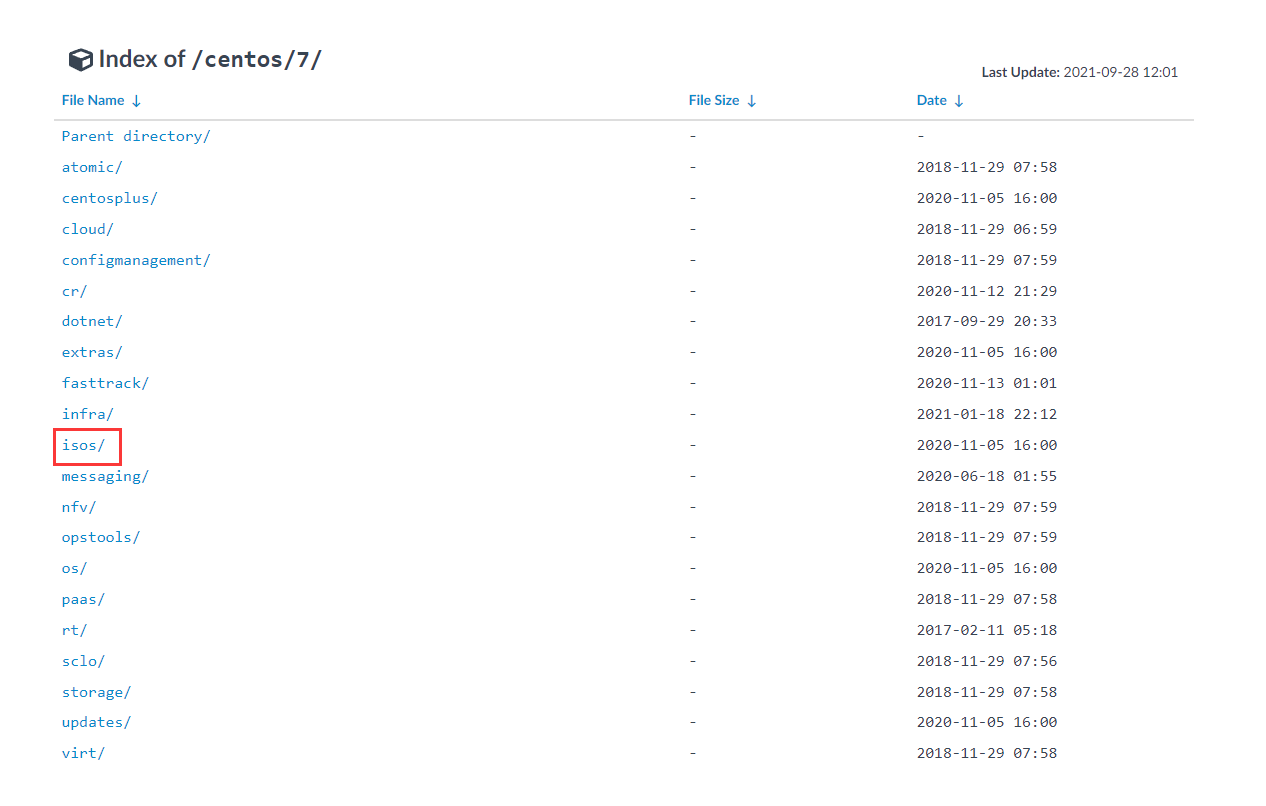 Index of /centos/7/
Last Update: 2021-09-28 12:01
File Name ↓ File Size ↓ Date ↓
Parent directory/ - -
atomic/ - 2018-11-29 07:58
centosplus/ - 2020-11-05 16:00
cloud/ - 2018-11-29 06:59
configmanagement/ - 2018-11-29 07:59
cr/ - 2020-11-12 21:29
dotnet/ - 2017-09-29 20:33
extras/ - 2020-11-05 16:00
fasttrack/ - 2020-11-13 01:01
infra/ - 2021-01-18 22:12
isos/ - 2020-11-05 16:00
messaging/ - 2020-06-18 01:55
nfv/ - 2018-11-29 07:59
opstools/ - 2018-11-29 07:59
os/ - 2020-11-05 16:00
paas/ - 2018-11-29 07:58
rt/ - 2017-02-11 05:18
sclo/ - 2018-11-29 07:56
storage/ - 2018-11-29 07:58
updates/ - 2020-11-05 16:00
virt/ - 2018-11-29 07:58